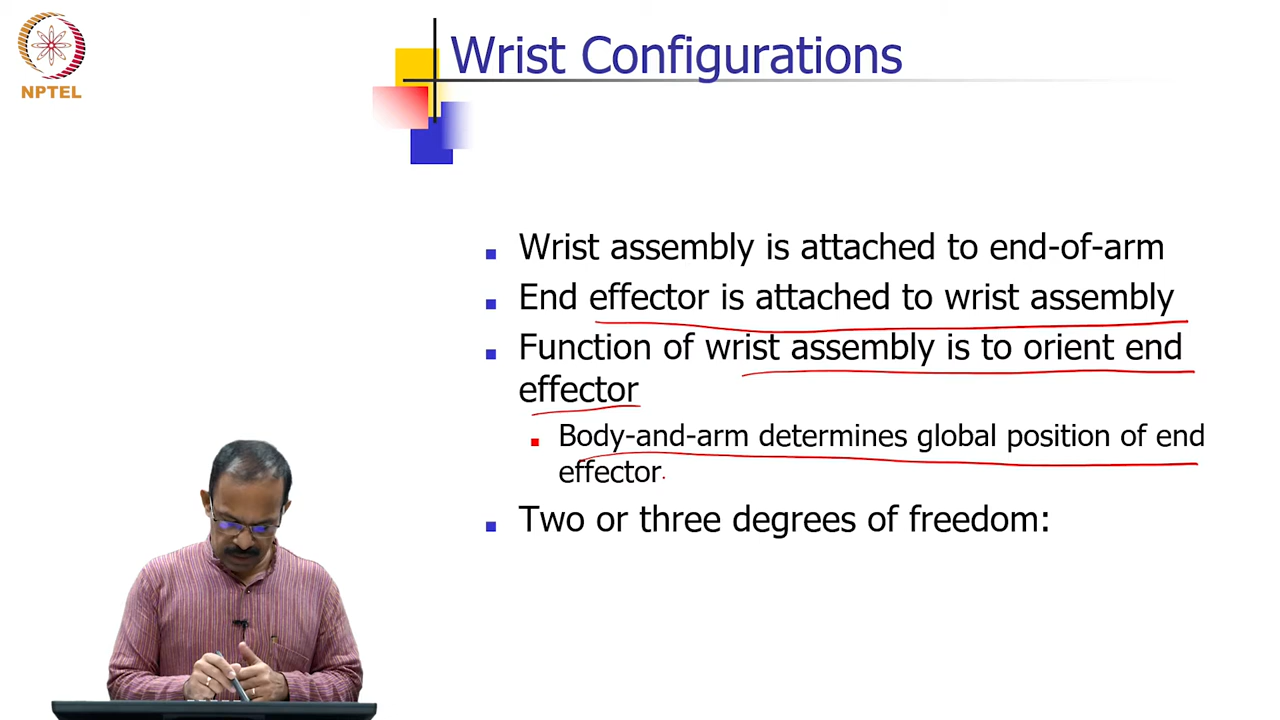 NPTEL
Wrist Configurations
Wrist assembly is attached to end-of-arm
End effector is attached to wrist assembly
Function of wrist assembly is to orient end
effector
Body-and-arm determines global position of end
effector.
Two or three degrees of freedom: